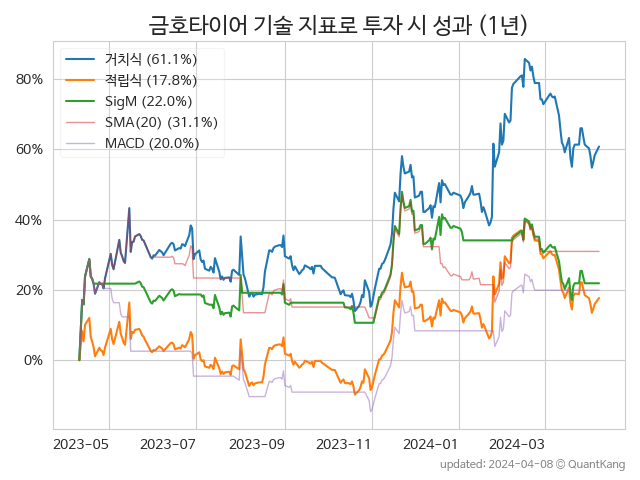 금호타이어 기술 지표로 투자 시 성과 (1년)
거치식 (61.1%)
적립식 (17.8%)
SigM (22.0%)
SMA(20) (31.1%)
MACD (20.0%)
80%
60%
40%
20%
0%
2023-05 2023-07 2023-09 2023-11 2024-01 2024-03
updated: 2024-04-08 @ QuantKang